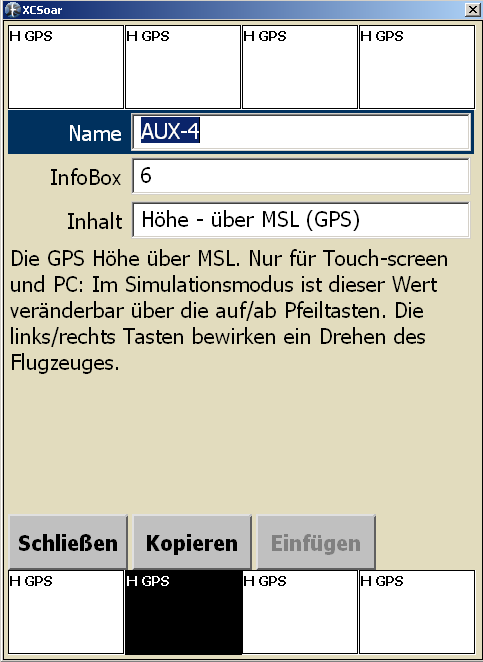 XCSoar
H GPS H GPS H GPS H GPS
Name AUX-4
InfoBox 6
Inhalt Höhe - über MSL (GPS)
Die GPS Höhe über MSL. Nur für Touch-screen
und PC: Im Simulationsmodus ist dieser Wert
veränderbar über die auf/ab Pfeiltasten. Die
links/rechts Tasten bewirken ein Drehen des
Flugzeuges.
Schließen Kopieren Einfügen
H GPS H GPS H GPS H GPS